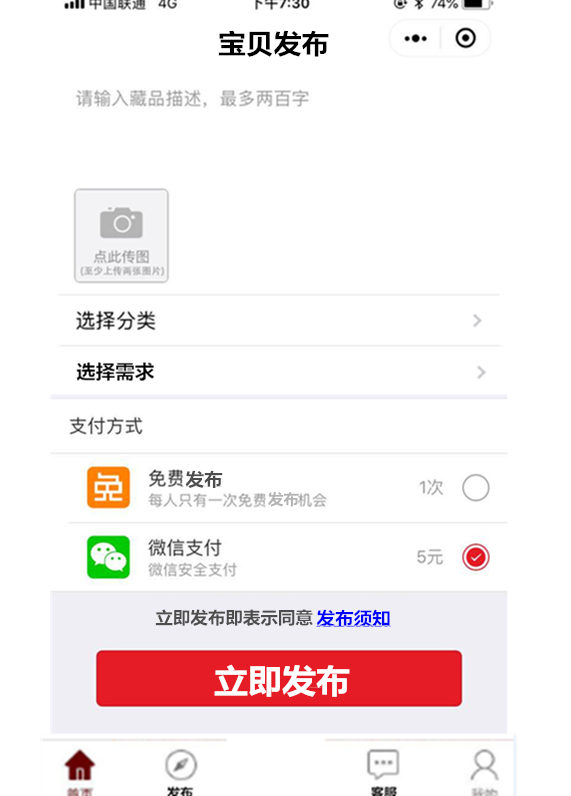 中国联通 4G 下午7:30 74%
宝贝发布
请输入藏品描述，最多两百字
点此传图
(至少上传两张图片)
选择分类
选择需求
支付方式
免费发布
每人只有一次免费发布机会
1次
免
微信支付
微信安全支付
5元
立即发布即表示同意 发布须知
立即发布
首页 发布 客服 我的